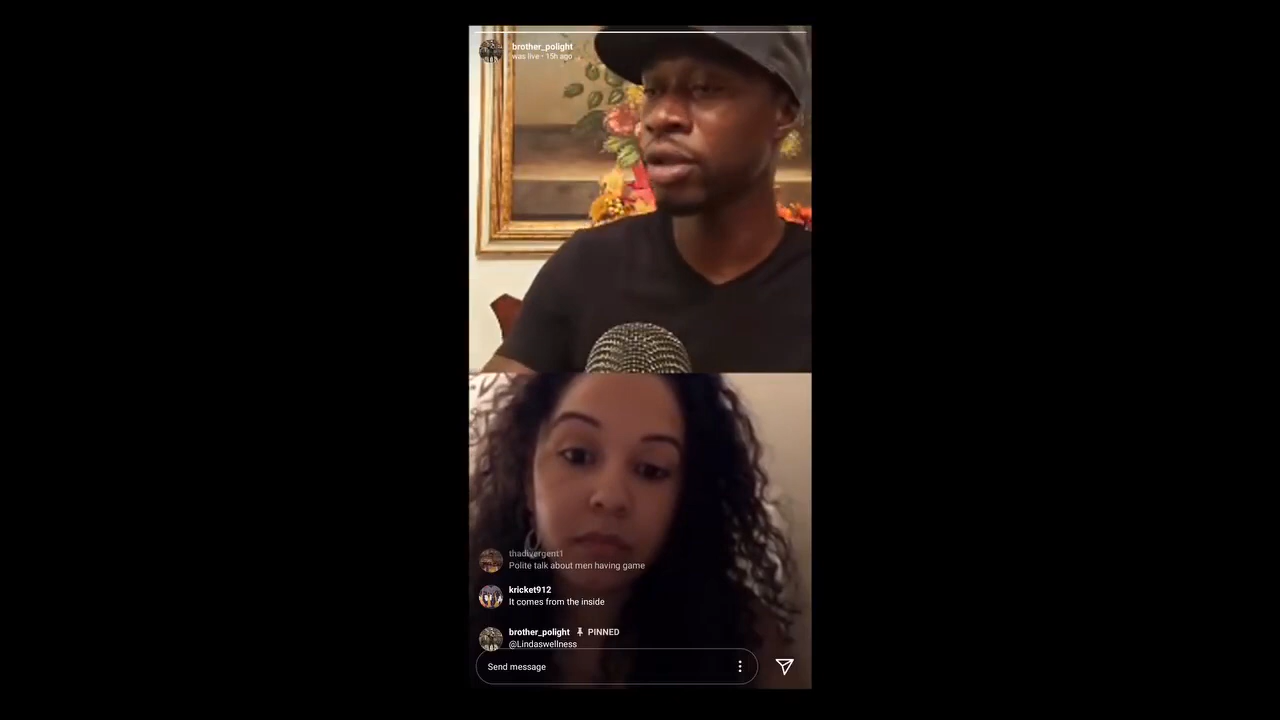 brother_polight
was live • 15h ago
thadivergent1
Polite talk about men having game
kricket912
It comes from the inside
brother_polight PINNED
@Lindaswellness
Send message